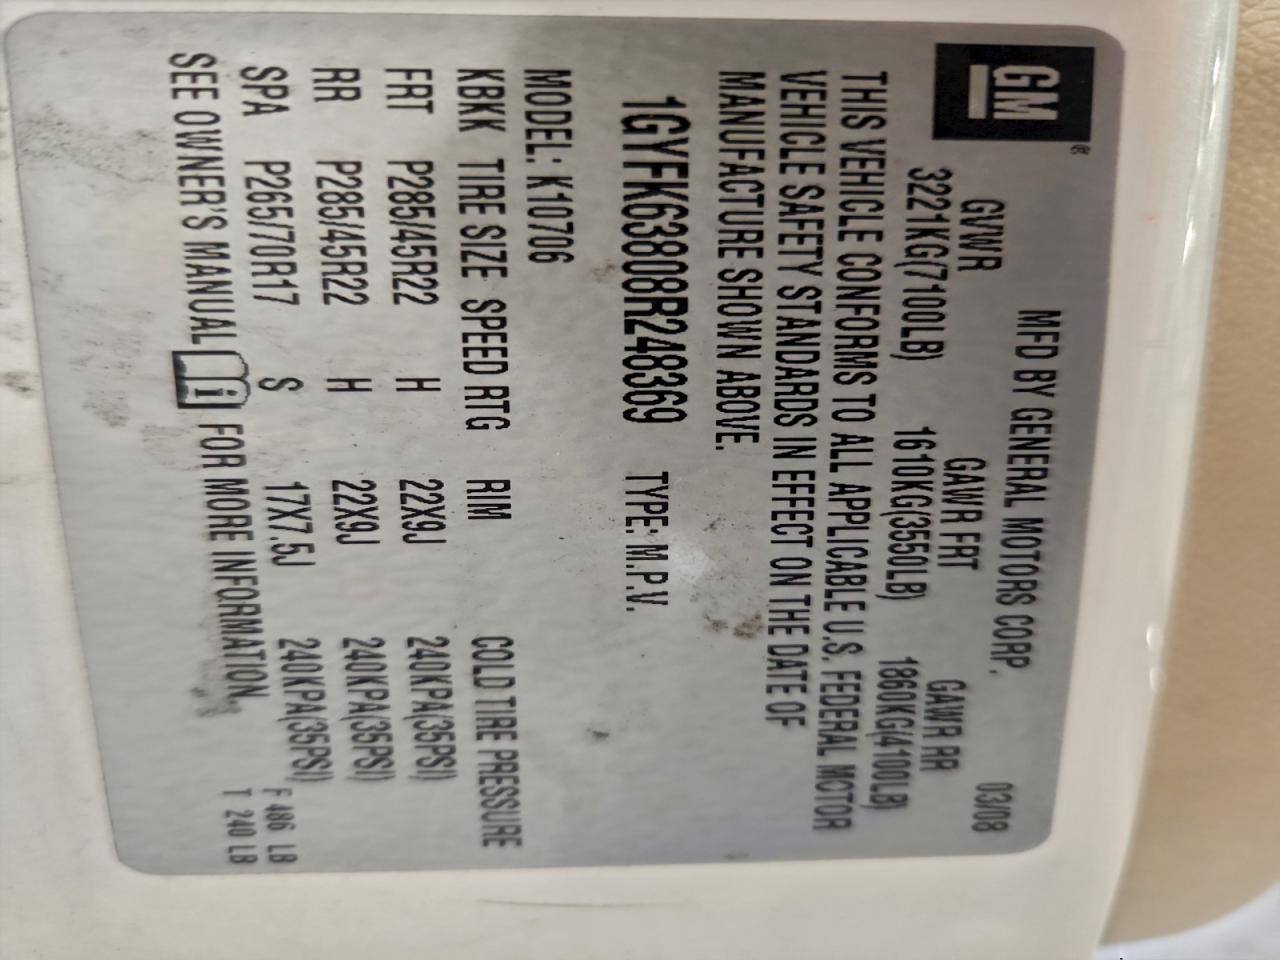 GM®
MFD BY GENERAL MOTORS CORP. 03/08
GVWR GAWR FRT GAWR RR
3221KG(7100LB) 1610KG(3550LB) 1860KG(4100LB)
THIS VEHICLE CONFORMS TO ALL APPLICABLE U.S. FEDERAL MOTOR
VEHICLE SAFETY STANDARDS IN EFFECT ON THE DATE OF
MANUFACTURE SHOWN ABOVE.
1GYFK63808R248369 TYPE: M.P.V.
MODEL: K10706
KBKK TIRE SIZE SPEED RTG RIM COLD TIRE PRESSURE
FRT P285/45R22 H 22X9J 240KPA(35PSI)
RR P285/45R22 H 22X9J 240KPA(35PSI)
SPA P265/70R17 S 17X7.5J 240KPA(35PSI)
SEE OWNER'S MANUAL i FOR MORE INFORMATION.
F 486 LB
T 240 LB